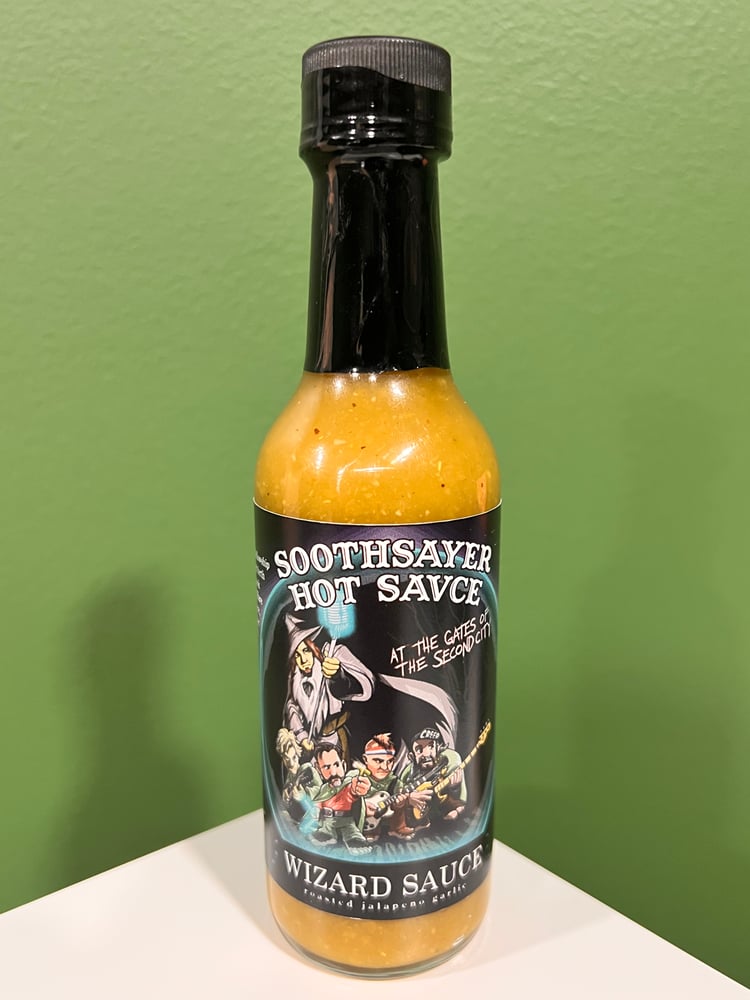 SOOTHSAYER
HOT SAVCE
AT THE GATES OF
THE SECOND CITY
WIZARD SAUCE
roasted jalapeno garlic